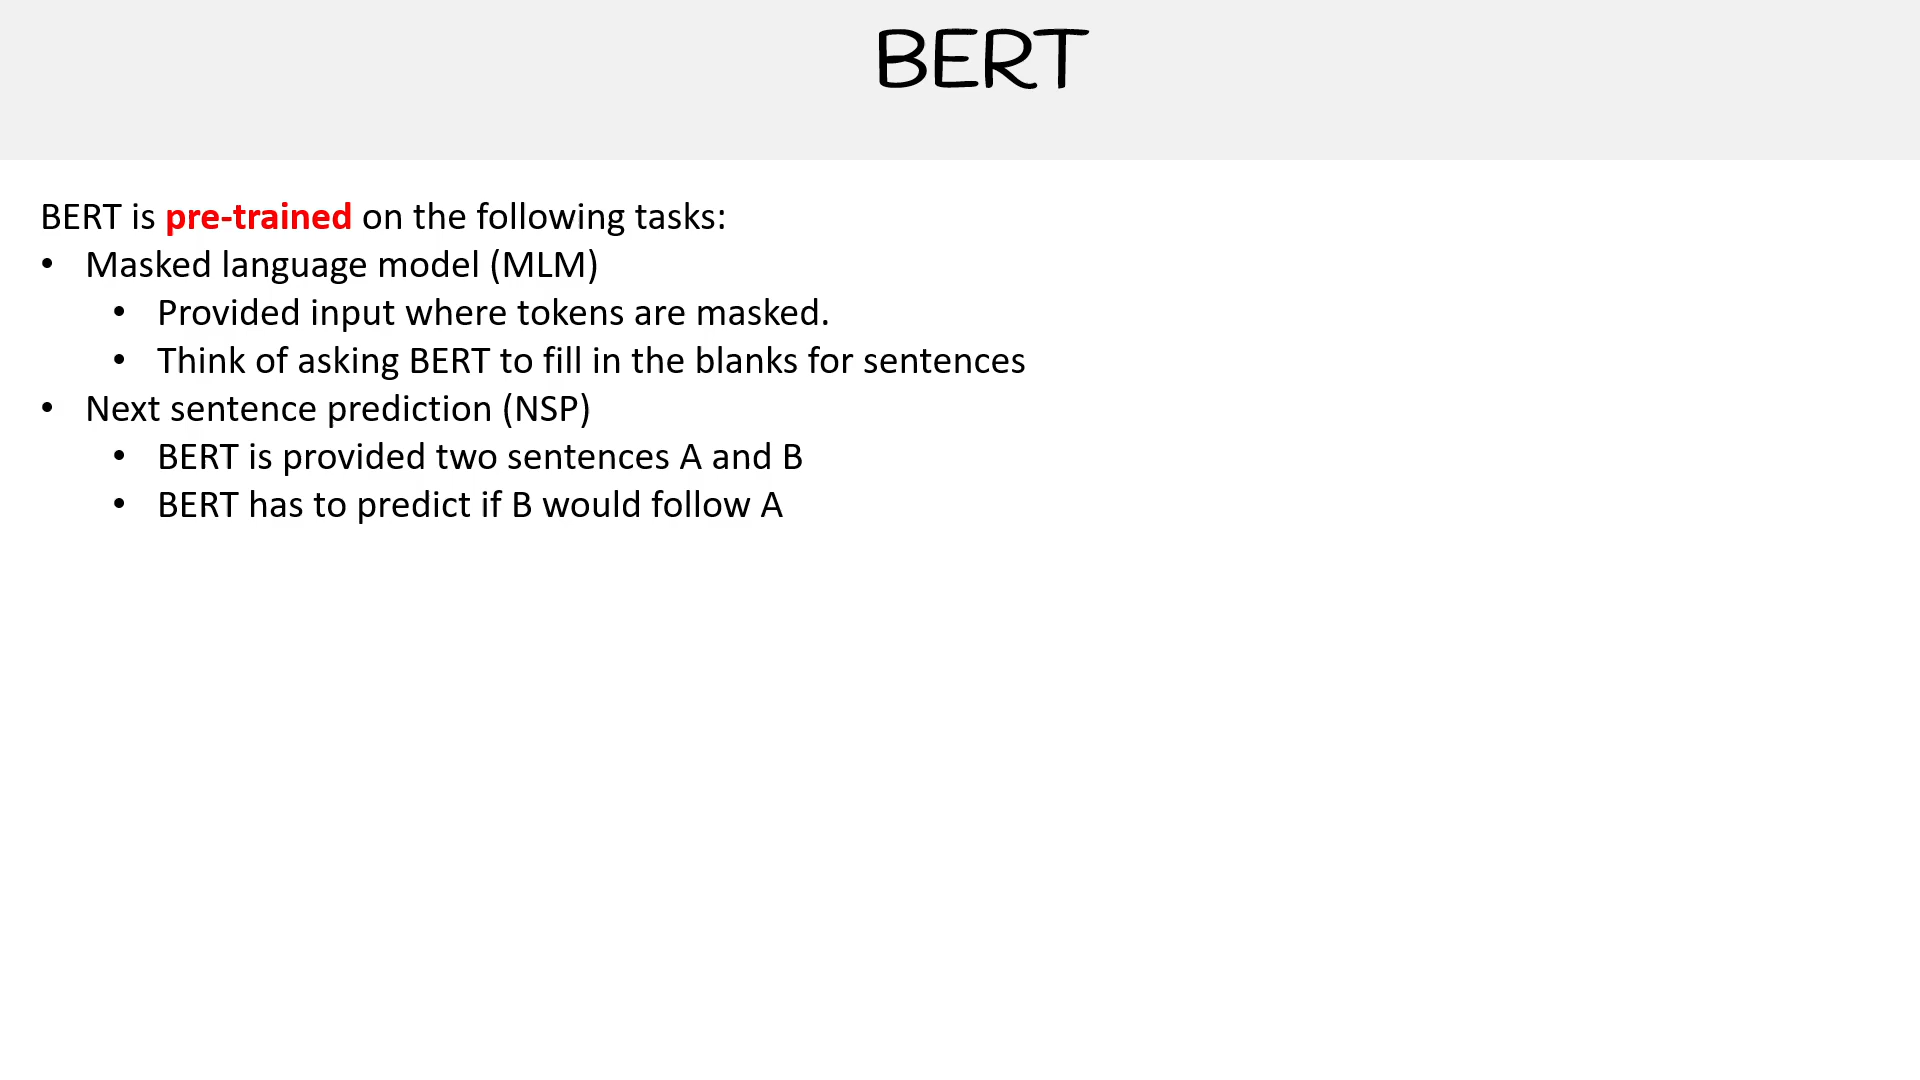 BERT
BERT is pre-trained on the following tasks:
• Masked language model (MLM)
• Provided input where tokens are masked.
• Think of asking BERT to fill in the blanks for sentences
• Next sentence prediction (NSP)
• BERT is provided two sentences A and B
• BERT has to predict if B would follow A